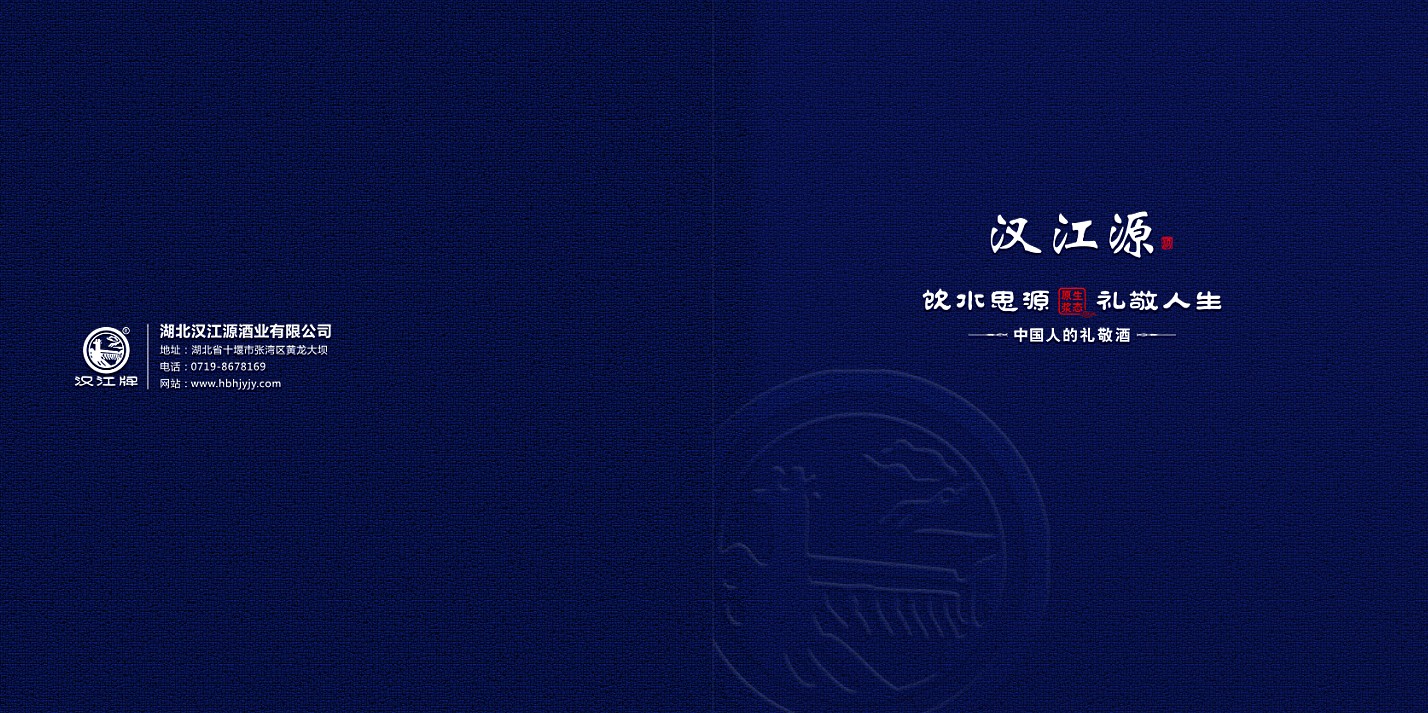 汉江牌
湖北汉江源酒业有限公司
地址：湖北省十堰市张湾区黄龙大坝
电话：0719-8678169
网站：www.hbhjyjy.com
汉江源
饮水思源 原生浆态 礼敬人生
中国人的礼敬酒